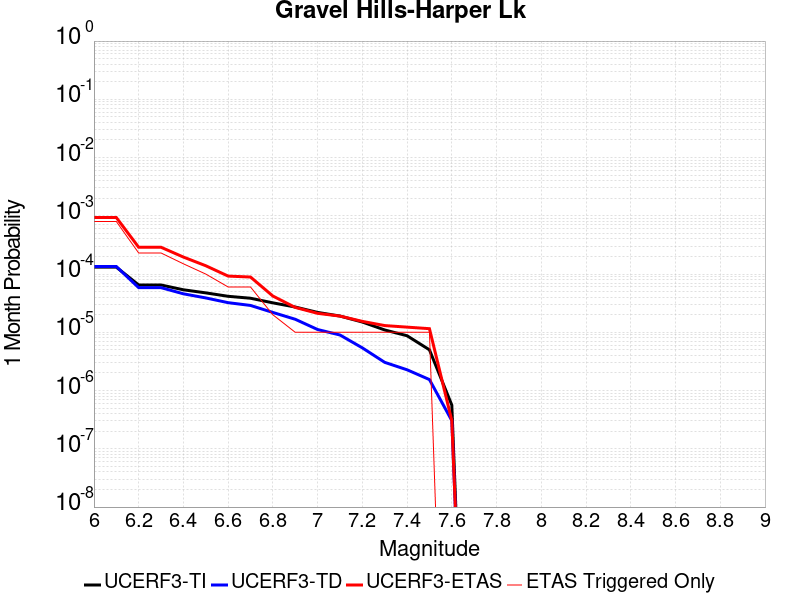 Gravel Hills-Harper Lk
1 Month Probability
10^0
10^-1
10^-2
10^-3
10^-4
10^-5
10^-6
10^-7
10^-8
6 6.2 6.4 6.6 6.8 7 7.2 7.4 7.6 7.8 8 8.2 8.4 8.6 8.8 9
Magnitude
UCERF3-TI UCERF3-TD UCERF3-ETAS ETAS Triggered Only